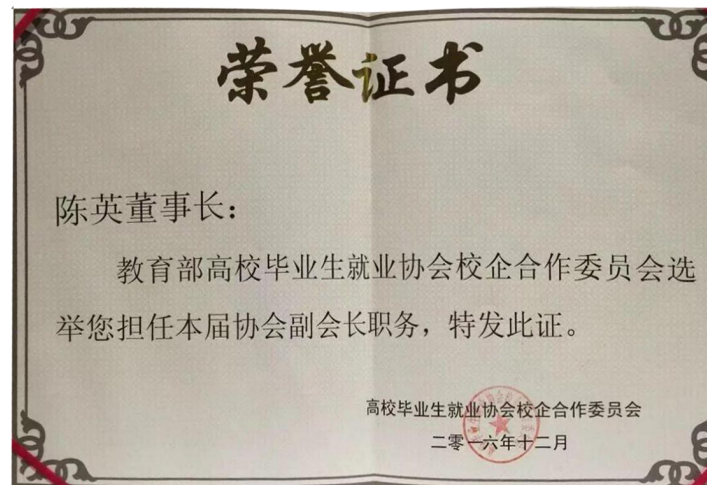 荣誉证书
陈英董事长：
教育部高校毕业生就业协会校企合作委员会选
举您担任本届协会副会长职务，特发此证。
高校毕业生就业协会校企合作委员会
二零一六年十二月